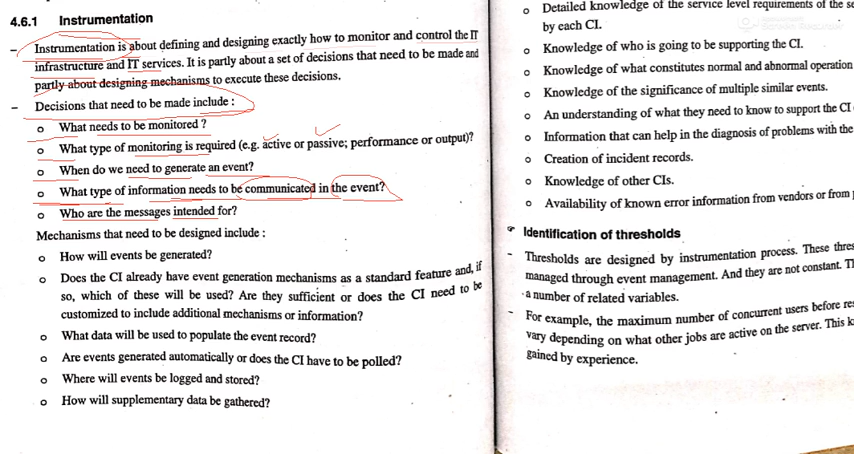 4.6.1 Instrumentation
– Instrumentation is about defining and designing exactly how to monitor and control the IT
infrastructure and IT services. It is partly about a set of decisions that need to be made and
partly about designing mechanisms to execute these decisions.
– Decisions that need to be made include :
o What needs to be monitored ?
o What type of monitoring is required (e.g. active or passive; performance or output)?
o When do we need to generate an event?
o What type of information needs to be communicated in the event?
o Who are the messages intended for?
Mechanisms that need to be designed include :
o How will events be generated?
o Does the CI already have event generation mechanisms as a standard feature and, if
so, which of these will be used? Are they sufficient or does the CI need to be
customized to include additional mechanisms or information?
o What data will be used to populate the event record?
o Are events generated automatically or does the CI have to be polled?
o Where will events be logged and stored?
o How will supplementary data be gathered?
o Detailed knowledge of the service level requirements of the
by each CI.
o Knowledge of who is going to be supporting the CI.
o Knowledge of what constitutes normal and abnormal operation
o Knowledge of the significance of multiple similar events.
o An understanding of what they need to know to support the CI
o Information that can help in the diagnosis of problems with the
o Creation of incident records.
o Knowledge of other CIs.
o Availability of known error information from vendors or from
☞ Identification of thresholds
– Thresholds are designed by instrumentation process. These
managed through event management. And they are not constant.
a number of related variables.
– For example, the maximum number of concurrent users before
vary depending on what other jobs are active on the server. This
gained by experience.